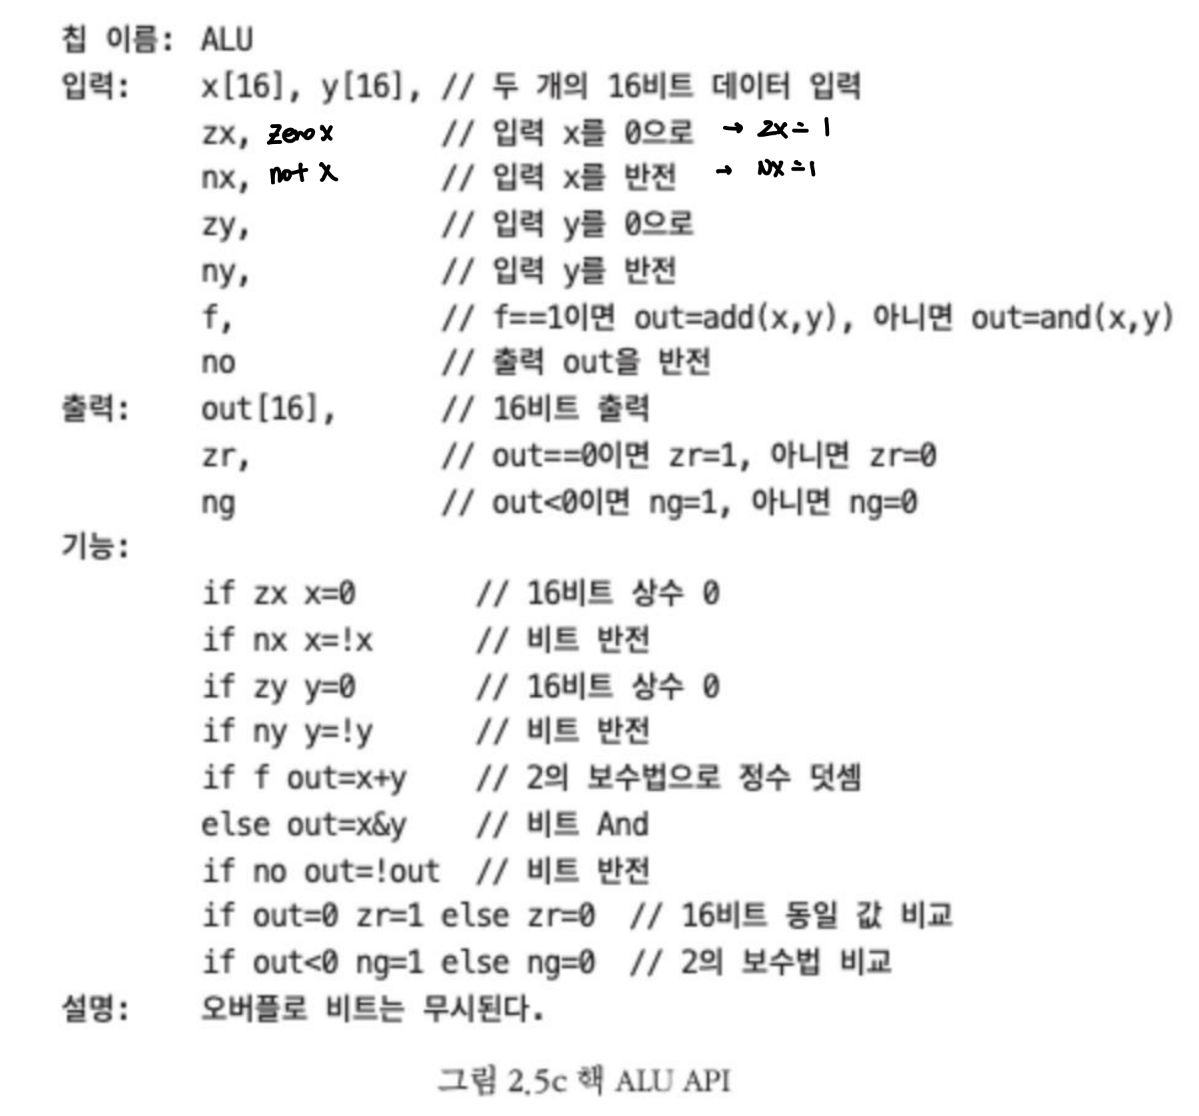 칩 이름: ALU
입력: x[16], y[16], // 두 개의 16비트 데이터 입력
zx, zero x // 입력 x를 0으로 → zx = 1
nx, not x // 입력 x를 반전 → nx = 1
zy, // 입력 y를 0으로
ny, // 입력 y를 반전
f, // f==1이면 out=add(x,y), 아니면 out=and(x,y)
no // 출력 out을 반전
출력: out[16], // 16비트 출력
zr, // out==0이면 zr=1, 아니면 zr=0
ng // out<0이면 ng=1, 아니면 ng=0
기능:
if zx x=0 // 16비트 상수 0
if nx x=!x // 비트 반전
if zy y=0 // 16비트 상수 0
if ny y=!y // 비트 반전
if f out=x+y // 2의 보수법으로 정수 덧셈
else out=x&y // 비트 And
if no out=!out // 비트 반전
if out=0 zr=1 else zr=0 // 16비트 동일 값 비교
if out<0 ng=1 else ng=0 // 2의 보수법 비교
설명: 오버플로 비트는 무시된다.
그림 2.5c 핵 ALU API